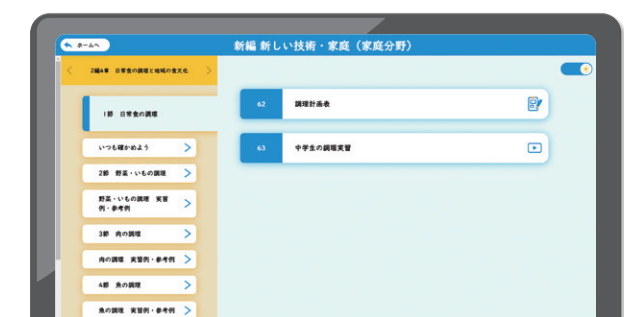 ホームへ
新編 新しい技術・家庭（家庭分野）
2編4章 日常食の調理と地域の食文化
1節 日常食の調理
いつも確かめよう
2節 野菜・いもの調理
野菜・いもの調理 実習
例・参考例
3節 肉の調理
肉の調理 実習例・参考例
4節 魚の調理
魚の調理 実習例・参考例
62 調理計画表
63 中学生の調理実習